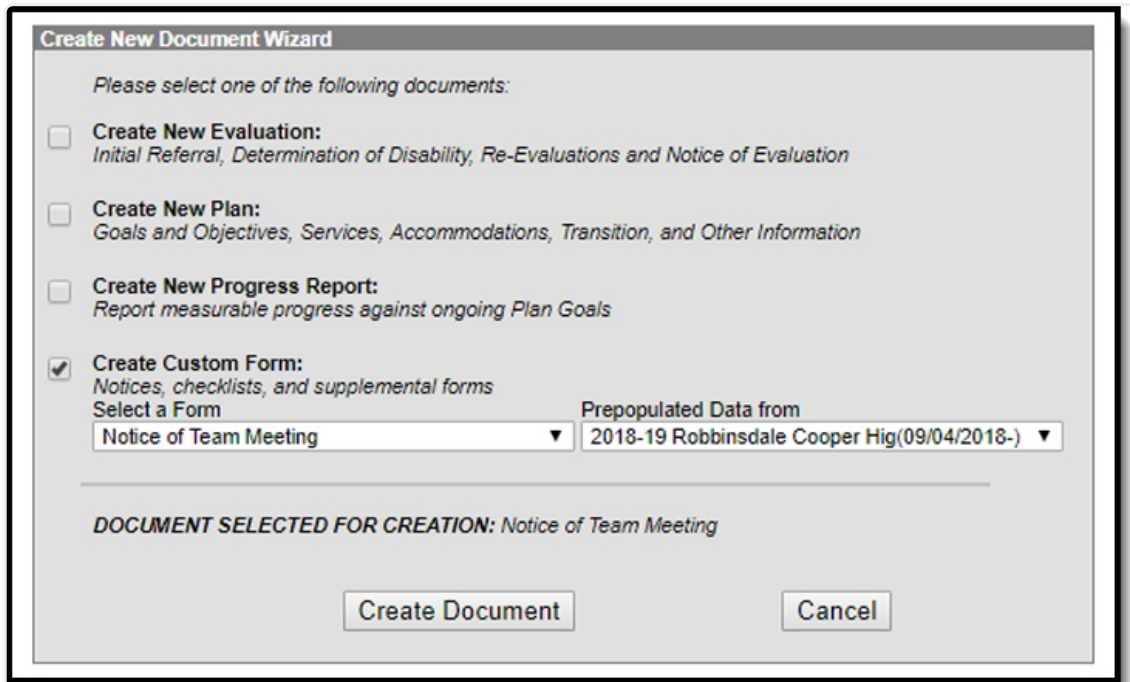 Create New Document Wizard
Please select one of the following documents:
Create New Evaluation:
Initial Referral, Determination of Disability, Re-Evaluations and Notice of Evaluation
Create New Plan:
Goals and Objectives, Services, Accommodations, Transition, and Other Information
Create New Progress Report:
Report measurable progress against ongoing Plan Goals
Create Custom Form:
Notices, checklists, and supplemental forms
Select a Form Prepopulated Data from
Notice of Team Meeting 2018-19 Robbinsdale Cooper Hig(09/04/2018-)
DOCUMENT SELECTED FOR CREATION: Notice of Team Meeting
Create Document Cancel